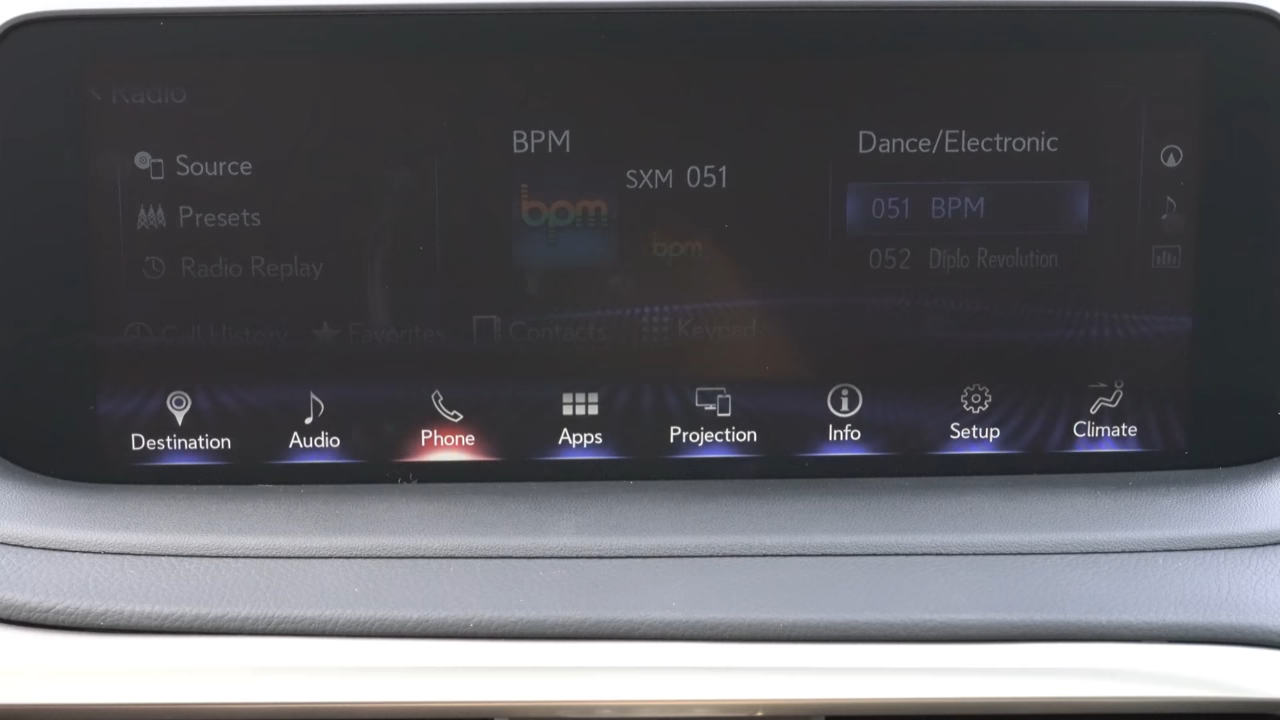 Radio
Source
Presets
Radio Replay
BPM
SXM 051
bpm
bpm
Dance/Electronic
051 BPM
052 Diplo Revolution
Call History Favorites Contacts Keypad
Destination Audio Phone Apps Projection Info Setup Climate